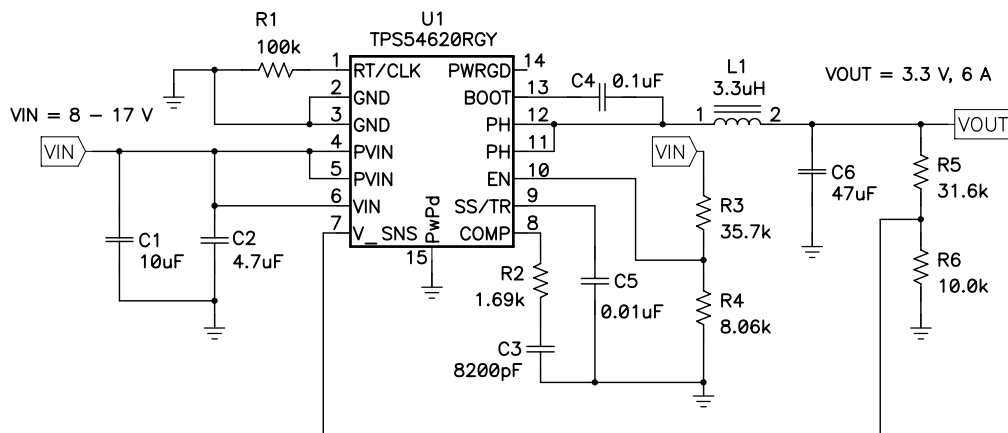 U1
TPS54620RGY
R1
100k
1
RT/CLK
PWRGD
14
2
GND
BOOT
13
C4
0.1uF
3
GND
PH
12
4
PVIN
PH
11
5
PVIN
EN
10
6
VIN
SS/TR
9
7
V_SNS
COMP
8
PwPd
15
VIN = 8 – 17 V
VIN
C1
10uF
C2
4.7uF
R2
1.69k
C3
8200pF
C5
0.01uF
L1
3.3uH
1
2
VIN
R3
35.7k
R4
8.06k
VOUT = 3.3 V, 6 A
VOUT
C6
47uF
R5
31.6k
R6
10.0k